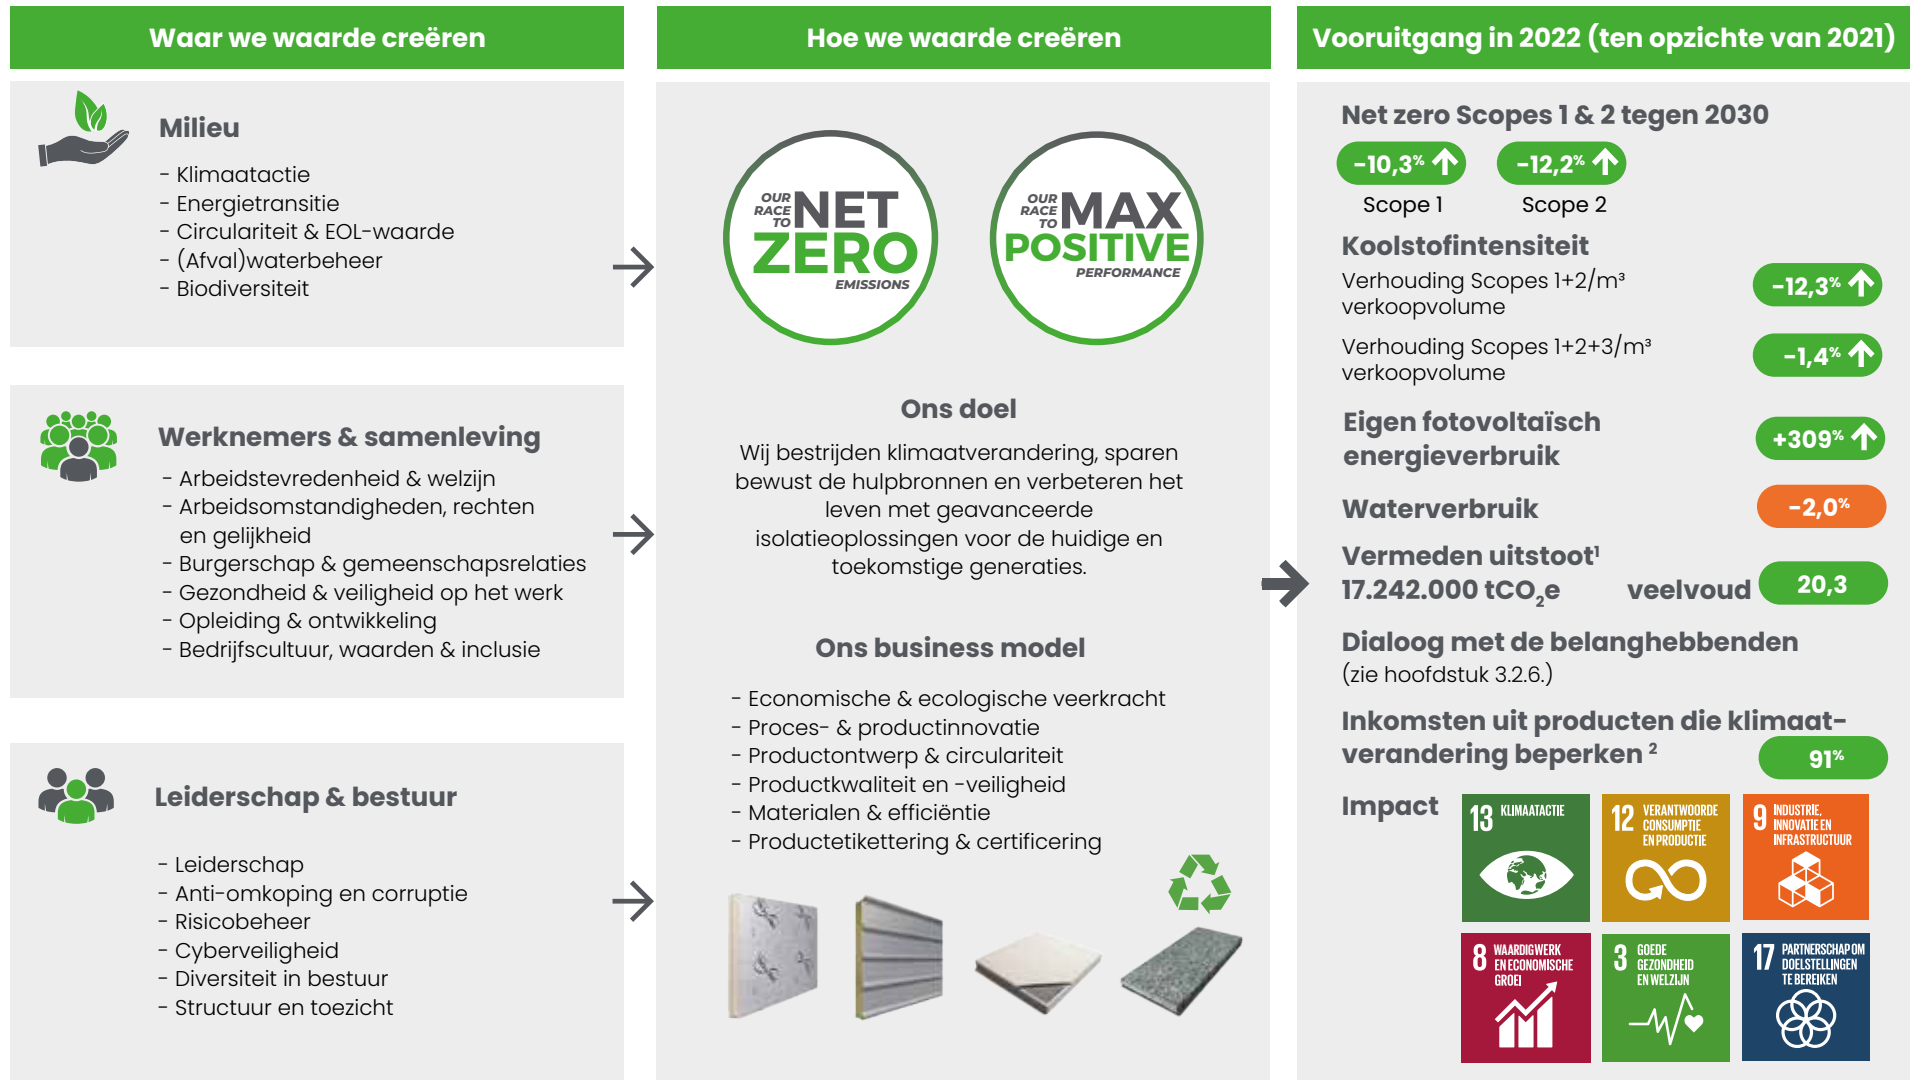 Waar we waarde creëren
Milieu
- Klimaatactie
- Energietransitie
- Circulariteit & EOL-waarde
- (Afval)waterbeheer
- Biodiversiteit
Werknemers & samenleving
- Arbeidstevredenheid & welzijn
- Arbeidsomstandigheden, rechten
en gelijkheid
- Burgerschap & gemeenschapsrelaties
- Gezondheid & veiligheid op het werk
- Opleiding & ontwikkeling
- Bedrijfscultuur, waarden & inclusie
Leiderschap & bestuur
- Leiderschap
- Anti-omkoping en corruptie
- Risicobeheer
- Cyberveiligheid
- Diversiteit in bestuur
- Structuur en toezicht
Hoe we waarde creëren
OUR RACE TO NET
ZERO
EMISSIONS
OUR RACE TO MAX
POSITIVE
PERFORMANCE
Ons doel
Wij bestrijden klimaatverandering, sparen
bewust de hulpbronnen en verbeteren het
leven met geavanceerde
isolatieoplossingen voor de huidige en
toekomstige generaties.
Ons business model
- Economische & ecologische veerkracht
- Proces- & productinnovatie
- Productontwerp & circulariteit
- Productkwaliteit en -veiligheid
- Materialen & efficiëntie
- Productetikettering & certificering
Vooruitgang in 2022 (ten opzichte van 2021)
Net zero Scopes 1 & 2 tegen 2030
-10,3% -12,2%
Scope 1 Scope 2
Koolstofintensiteit
Verhouding Scopes 1+2/m³
verkoopvolume
-12,3%
Verhouding Scopes 1+2+3/m³
verkoopvolume
-1,4%
Eigen fotovoltaïsch
energieverbruik
+309%
Waterverbruik -2,0%
Vermeden uitstoot¹
17.242.000 tCO₂e veelvoud 20,3
Dialoog met de belanghebbenden
(zie hoofdstuk 3.2.6.)
Inkomsten uit producten die klimaat-
verandering beperken ² 91%
Impact
13 KLIMAATACTIE
12 VERANTWOORDE
CONSUMPTIE
EN PRODUCTIE
9 INDUSTRIE,
INNOVATIE EN
INFRASTRUCTUUR
8 WAARDIG WERK
EN ECONOMISCHE
GROEI
3 GOEDE
GEZONDHEID
EN WELZIJN
17 PARTNERSCHAP OM
DOELSTELLINGEN
TE BEREIKEN